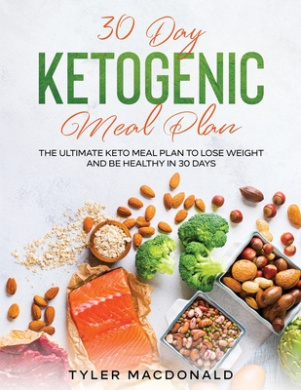 30 Day
KETOGENIC
Meal Plan
THE ULTIMATE KETO MEAL PLAN TO LOSE WEIGHT
AND BE HEALTHY IN 30 DAYS
TYLER MACDONALD